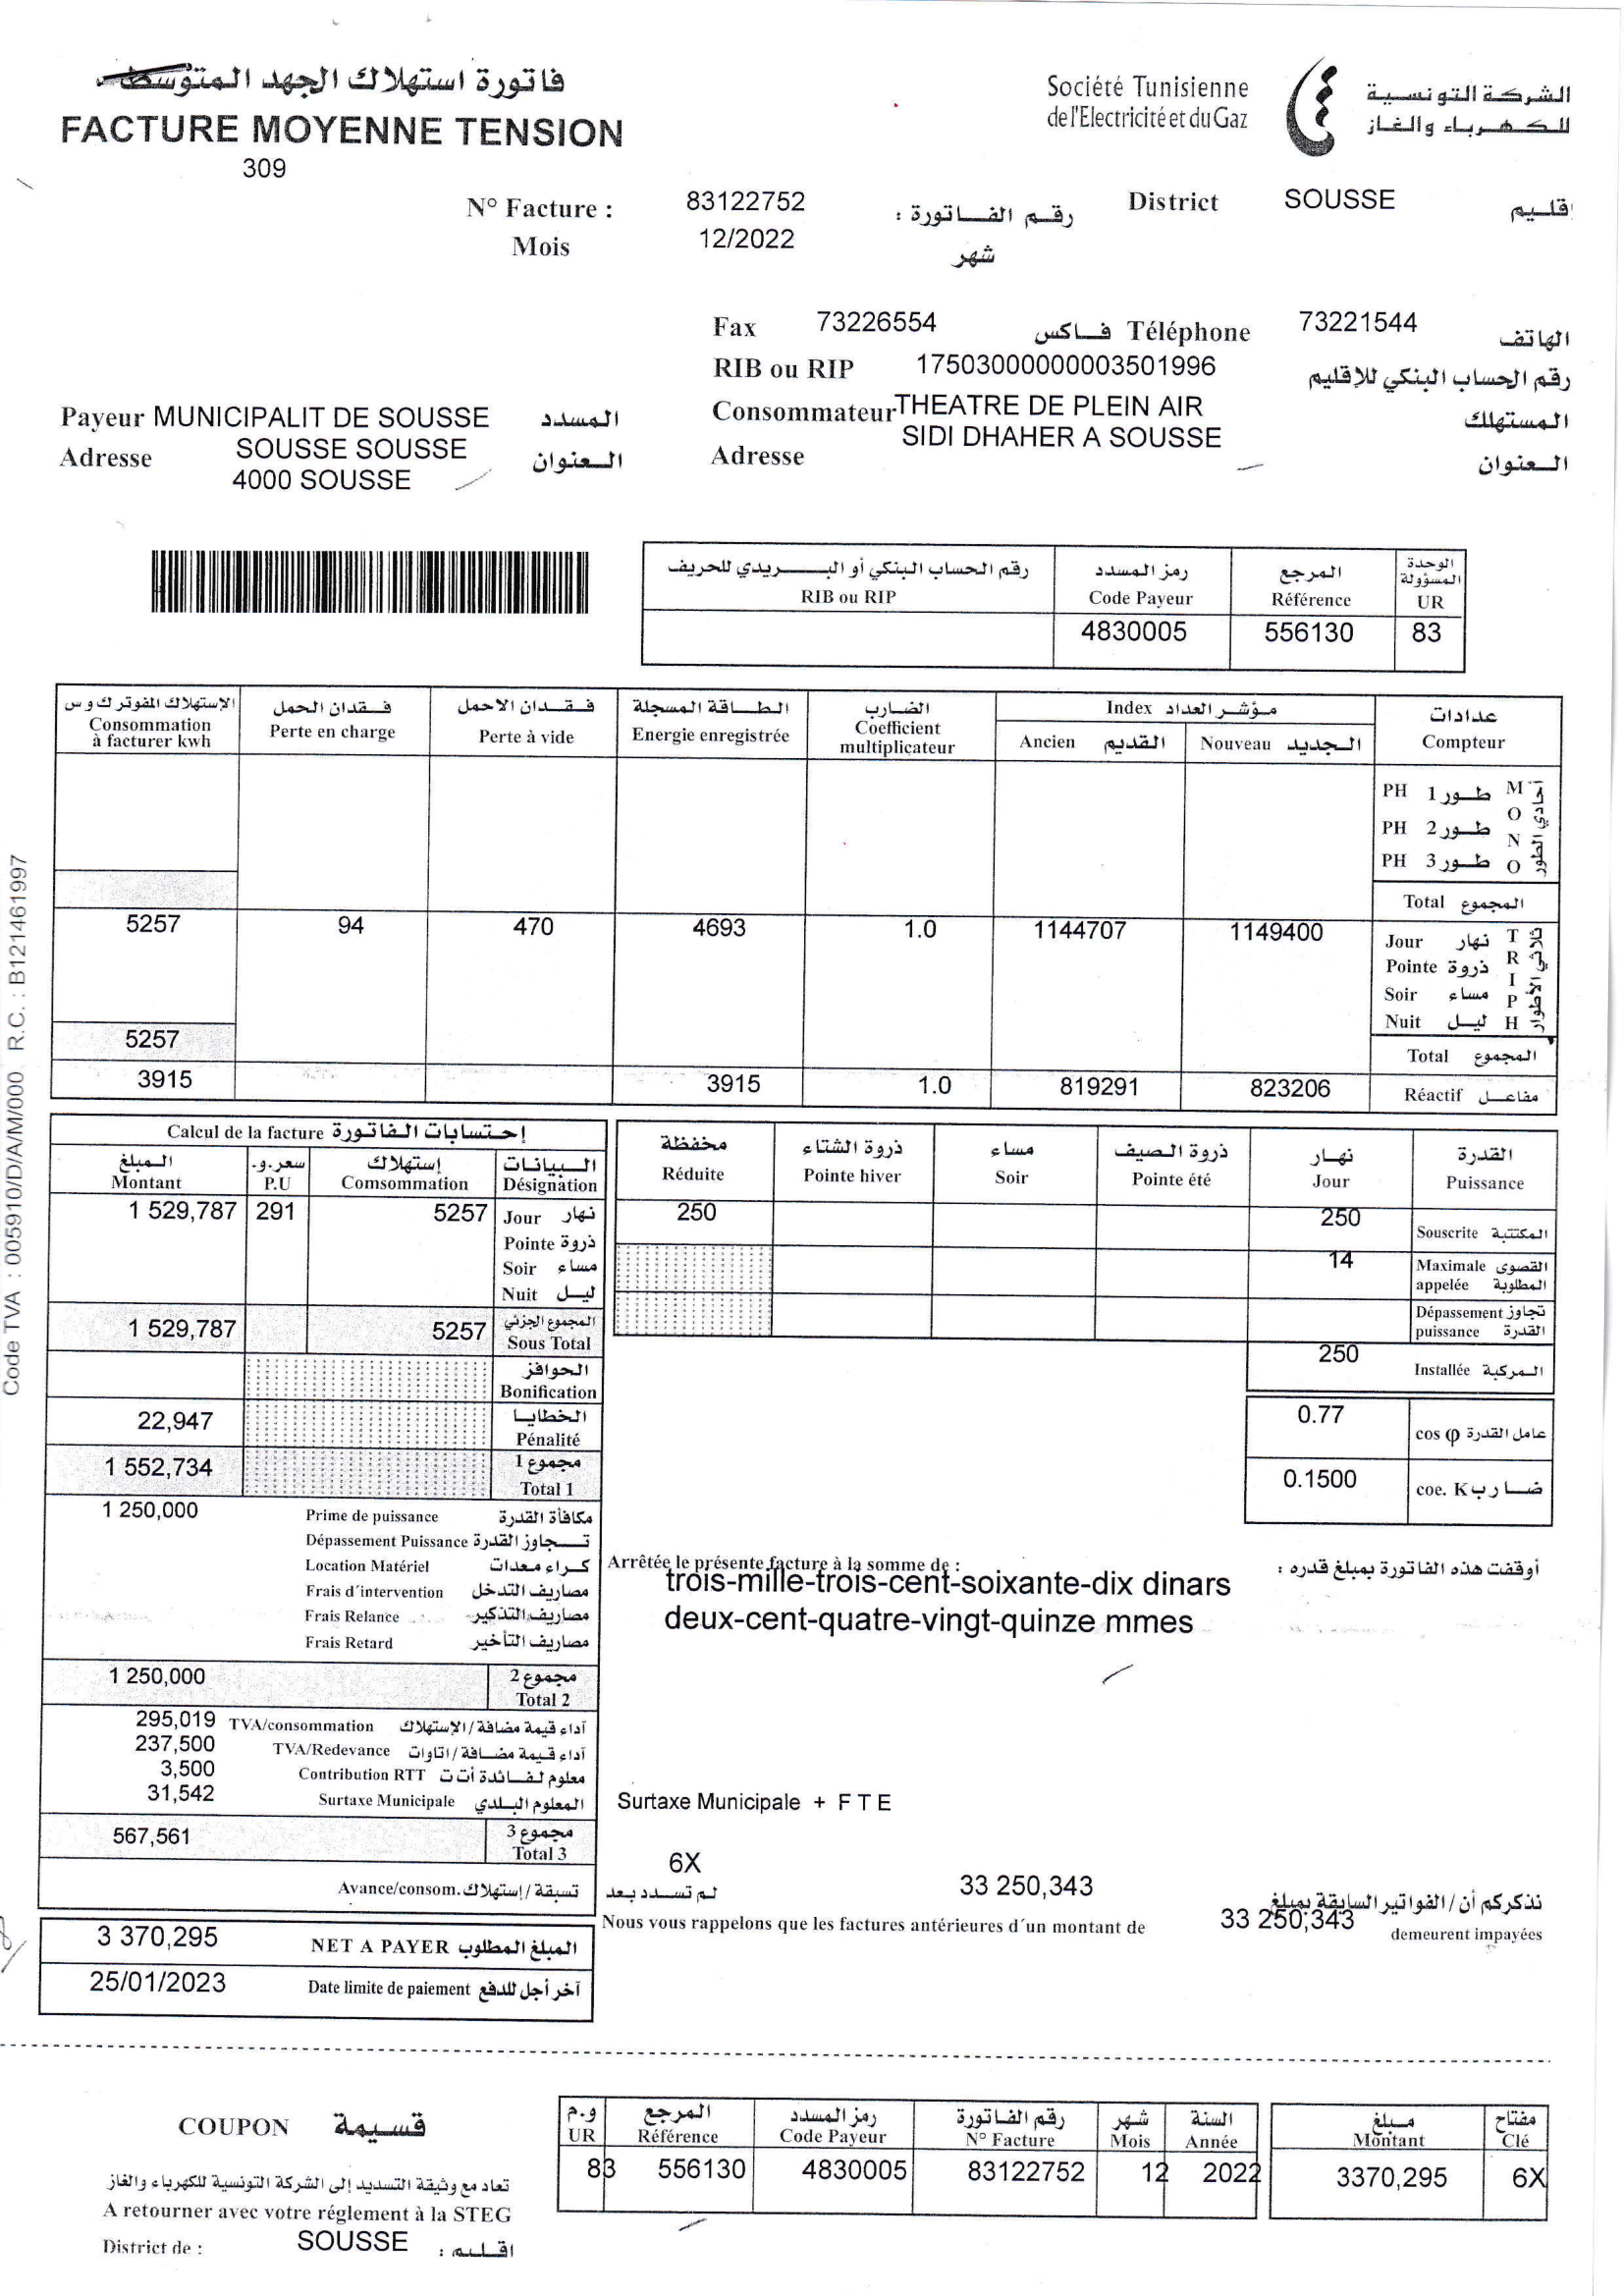 فاتورة استهلاك الجهد المتوسط
FACTURE MOYENNE TENSION
309
Société Tunisienne
de l'Electricité et du Gaz
الشركة التونسية
للكهرباء والغاز
N° Facture : 83122752 رقم الفاتورة :
District SOUSSE اقليم
Mois 12/2022 شهر
Fax 73226554 فاكس Téléphone 73221544 الهاتف
RIB ou RIP 17503000000003501996 رقم الحساب البنكي للاقليم
Payeur MUNICIPALIT DE SOUSSE المسدد
Adresse SOUSSE SOUSSE العنوان
4000 SOUSSE
Consommateur THEATRE DE PLEIN AIR المستهلك
SIDI DHAHER A SOUSSE
Adresse العنوان
رقم الحساب البنكي أو البريدي للحريف رمز المسدد المرجع الوحدة المسؤولة
RIB ou RIP Code Payeur Référence UR
4830005 556130 83
الإستهلاك المفوتر ك و س فقدان الحمل فقدان الاحمل الطاقة المسجلة الضارب مؤشر العداد Index عدادات
Consommation à facturer kwh Perte en charge Perte à vide Energie enregistrée Coefficient multiplicateur Ancien القديم Nouveau الجديد Compteur
PH 1 طور
PH 2 طور
PH 3 طور
MONO أحادي الطور
Total المجموع
5257 94 470 4693 1.0 1144707 1149400
Jour نهار
Pointe ذروة
Soir مساء
Nuit ليل
TRIPH ثلاثي الأطوار
5257 Total المجموع
3915 3915 1.0 819291 823206 Réactif مفاعل
Calcul de la facture إحتسابات الفاتورة
المبلغ سعر.و. إستهلاك البيانات
Montant P.U Comsommation Désignation
1 529,787 291 5257 Jour نهار
Pointe ذروة
Soir مساء
Nuit ليل
1 529,787 5257 المجموع الجزئي
Sous Total
الحوافز
Bonification
22,947 الخطايا
Pénalité
1 552,734 مجموع 1
Total 1
1 250,000 Prime de puissance مكافأة القدرة
Dépassement Puissance تجاوز القدرة
Location Matériel كراء معدات
Frais d'intervention مصاريف التدخل
Frais Relance مصاريف التذكير
Frais Retard مصاريف التأخير
1 250,000 مجموع 2
Total 2
295,019 TVA/consommation آداء قيمة مضافة/الإستهلاك
237,500 TVA/Redevance آداء قيمة مضافة/اتاوات
3,500 Contribution RTT معلوم لفائدة أ ت ت
31,542 Surtaxe Municipale المعلوم البلدي
567,561 مجموع 3
Total 3
Avance/consom. تسبقة/إستهلاك
3 370,295 NET A PAYER المبلغ المطلوب
25/01/2023 Date limite de paiement آخر أجل للدفع
مخفظة ذروة الشتاء مساء ذروة الصيف نهار القدرة
Réduite Pointe hiver Soir Pointe été Jour Puissance
250 250 Souscrite المكتتبة
14 Maximale القصوى
appelée المطلوبة
Dépassement تجاوز
puissance القدرة
250 Installée المركبة
0.77 cos φ عامل القدرة
0.1500 coe. K ضارب
Arrêtée le présente facture à la somme de : أوقفت هذه الفاتورة بمبلغ قدره :
trois-mille-trois-cent-soixante-dix dinars
deux-cent-quatre-vingt-quinze mmes
Surtaxe Municipale + F T E
6X
لم تسدد بعد 33 250,343 نذكركم أن/الفواتير السابقة بمبلغ
Nous vous rappelons que les factures antérieures d'un montant de 33 250,343 demeurent impayées
Code TVA : 005910/D/A/M/000 R.C. : B121461997
COUPON قسيمة
تعاد مع وثيقة التسديد إلى الشركة التونسية للكهرباء والغاز
A retourner avec votre réglement à la STEG
District de : SOUSSE اقليم :
و.م المرجع رمز المسدد رقم الفاتورة شهر السنة مبلغ مفتاح
UR Référence Code Payeur N° Facture Mois Année Montant Clé
83 556130 4830005 83122752 12 2022 3370,295 6X